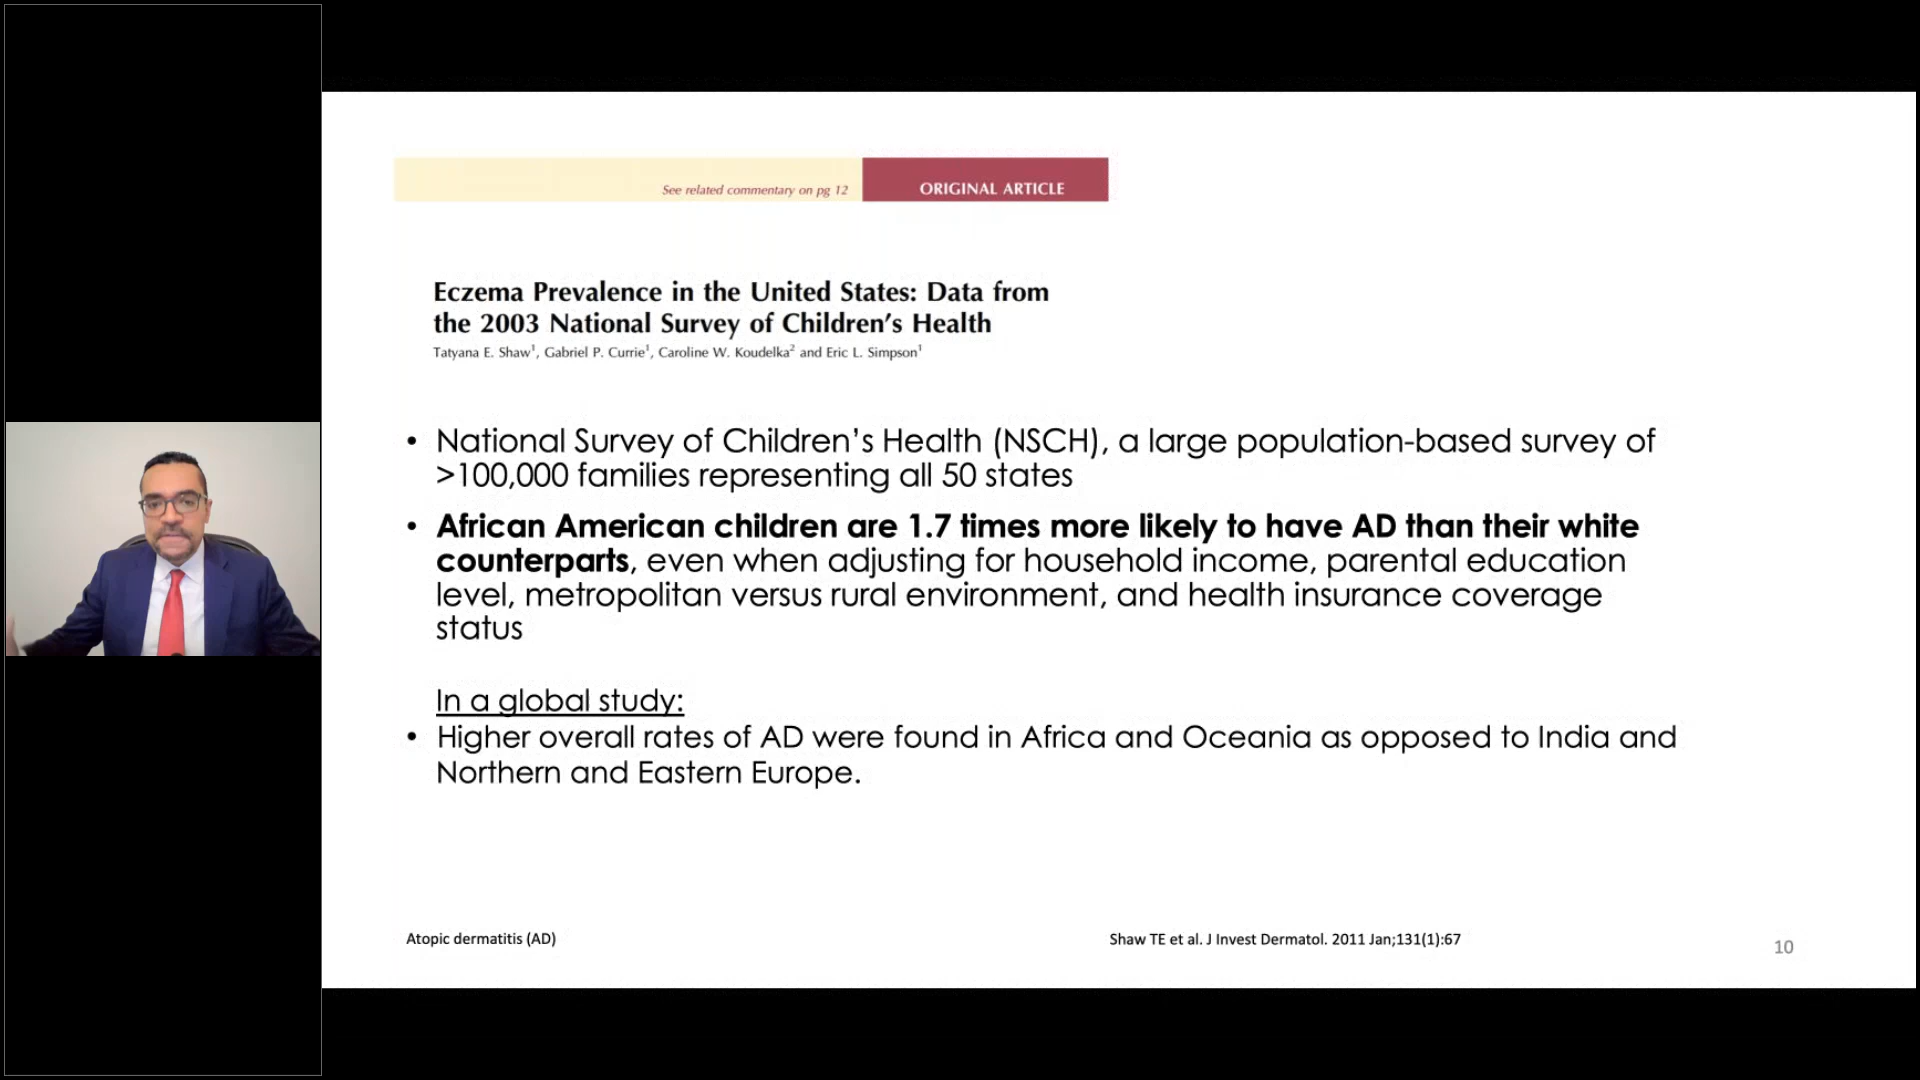 See related commentary on pg 12
ORIGINAL ARTICLE
Eczema Prevalence in the United States: Data from
the 2003 National Survey of Children’s Health
Tatyana E. Shaw¹, Gabriel P. Currie¹, Caroline W. Koudelka² and Eric L. Simpson¹
• National Survey of Children’s Health (NSCH), a large population-based survey of
>100,000 families representing all 50 states
• African American children are 1.7 times more likely to have AD than their white
counterparts, even when adjusting for household income, parental education
level, metropolitan versus rural environment, and health insurance coverage
status
In a global study:
• Higher overall rates of AD were found in Africa and Oceania as opposed to India and
Northern and Eastern Europe.
Atopic dermatitis (AD)
Shaw TE et al. J Invest Dermatol. 2011 Jan;131(1):67
10